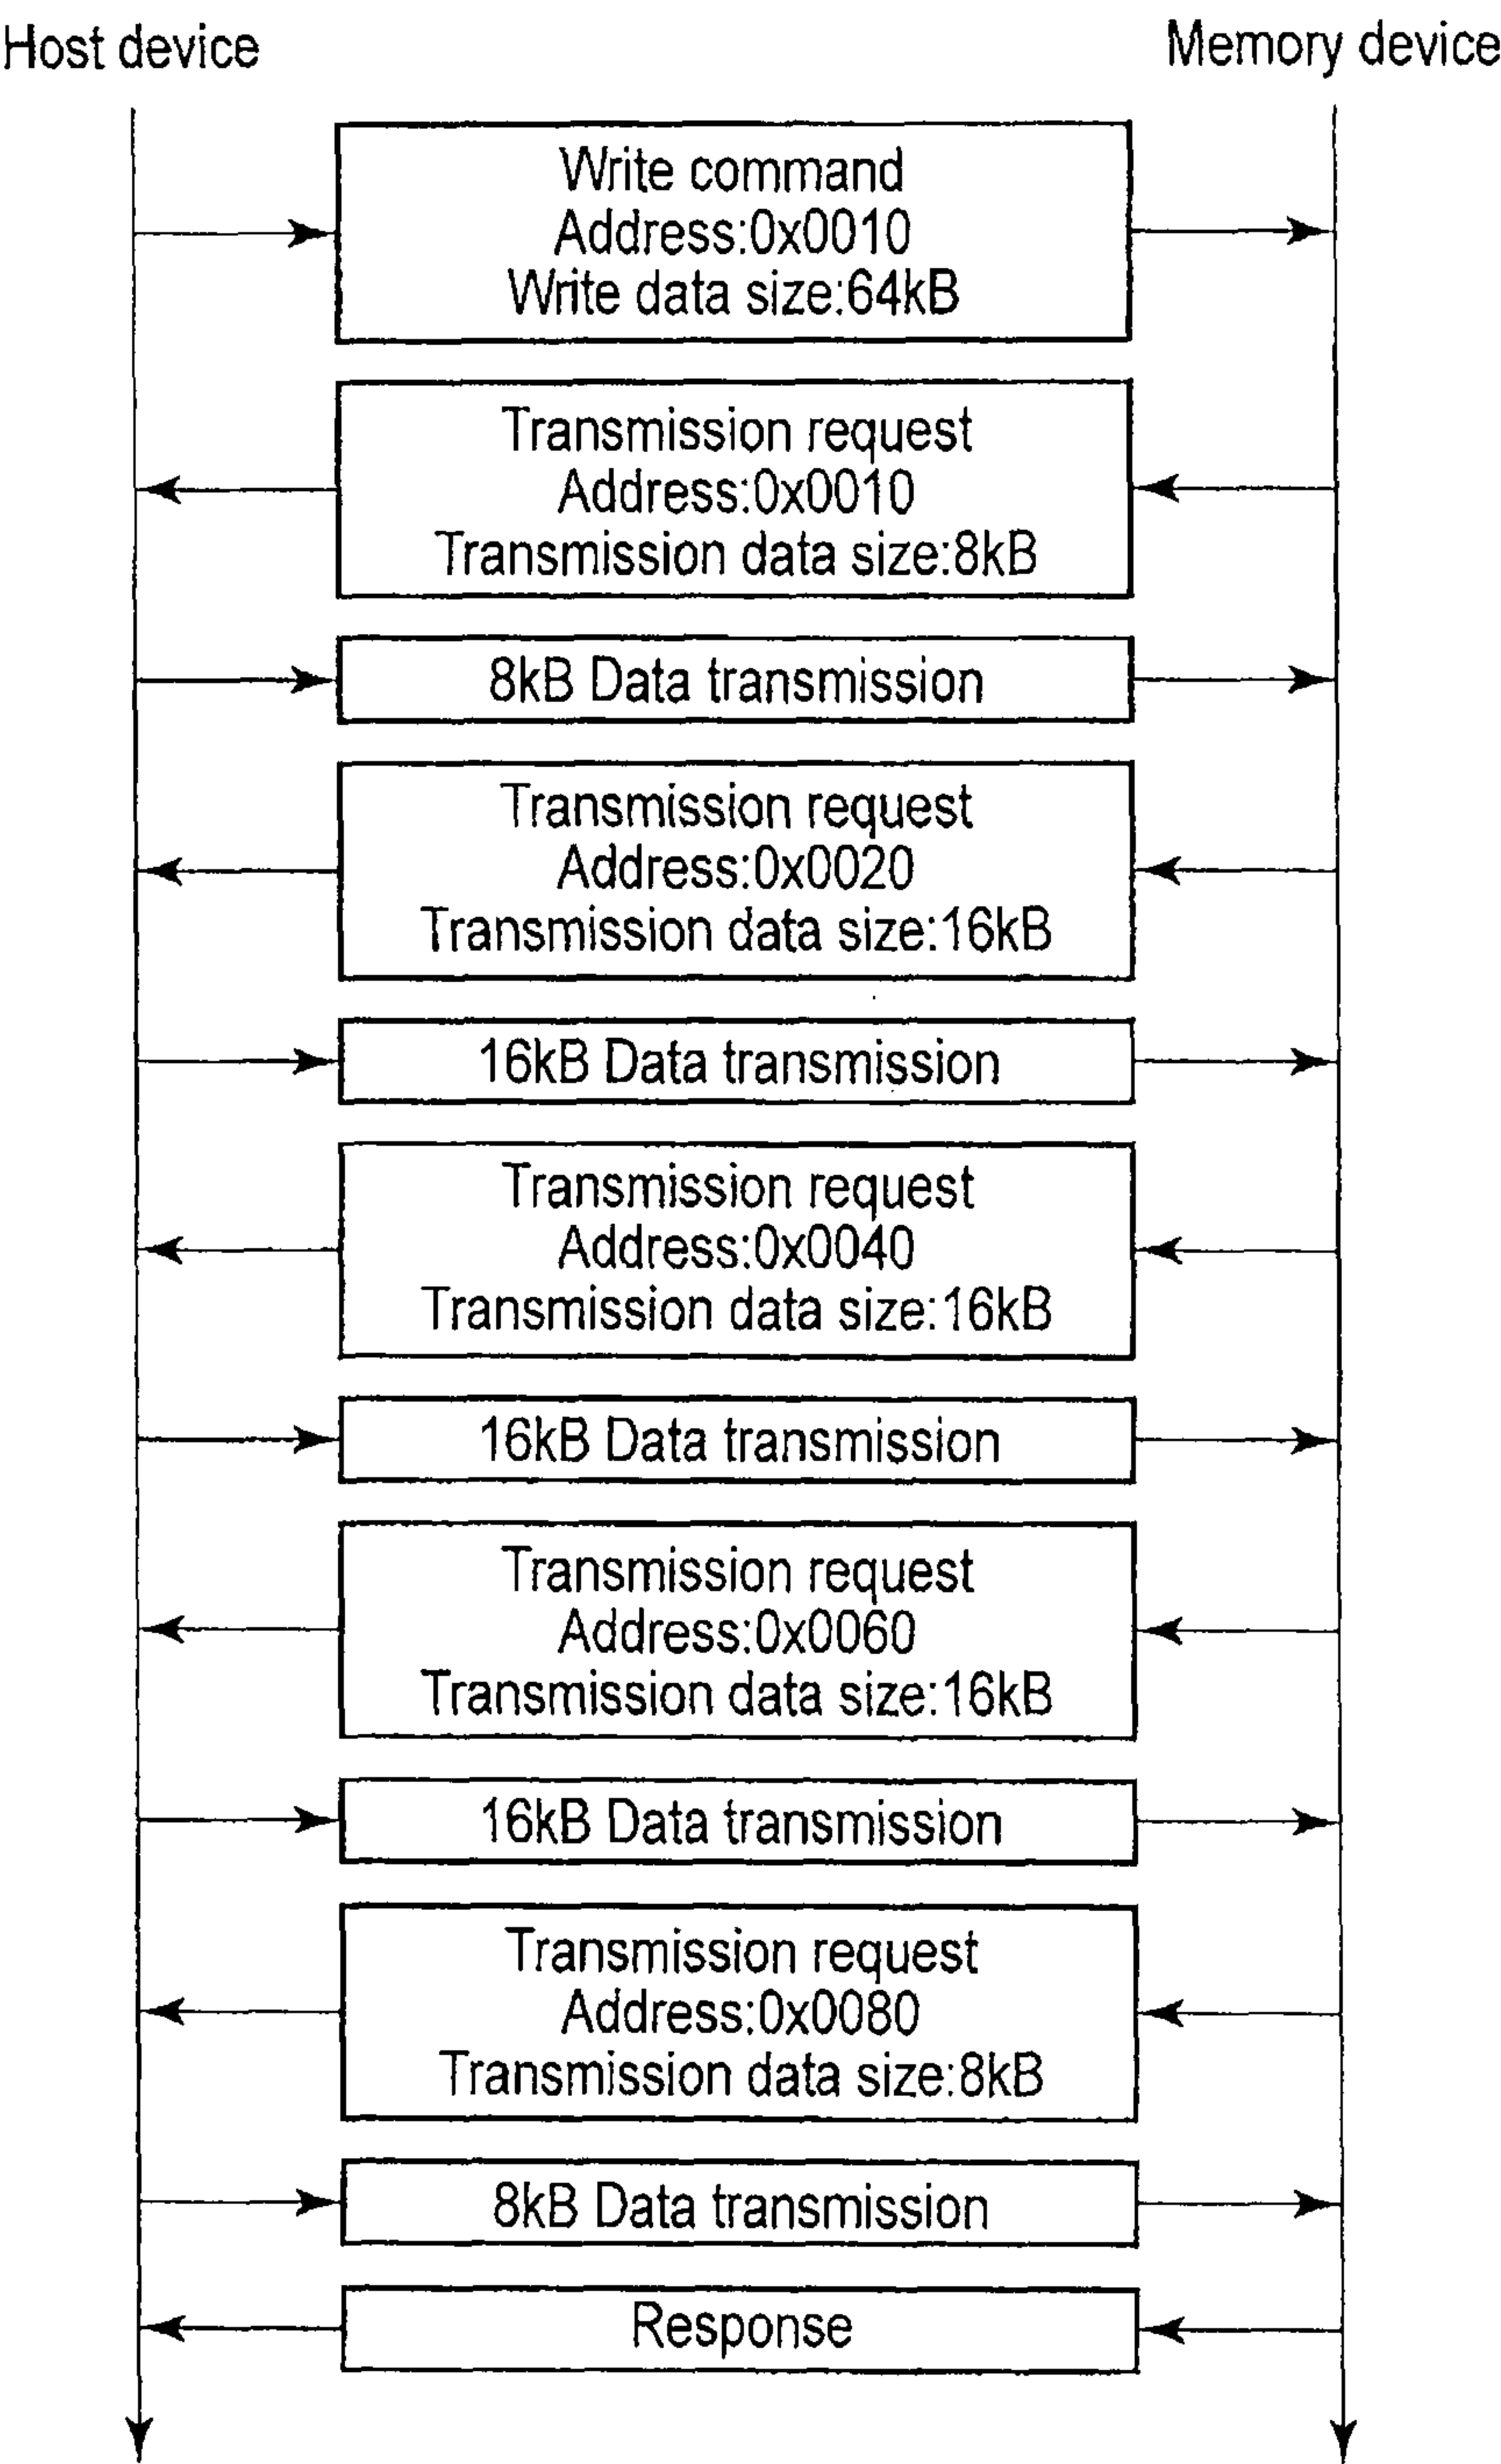 Host device
Memory device
Write command
Address:0x0010
Write data size:64kB
Transmission request
Address:0x0010
Transmission data size:8kB
8kB Data transmission
Transmission request
Address:0x0020
Transmission data size:16kB
16kB Data transmission
Transmission request
Address:0x0040
Transmission data size:16kB
16kB Data transmission
Transmission request
Address:0x0060
Transmission data size:16kB
16kB Data transmission
Transmission request
Address:0x0080
Transmission data size:8kB
8kB Data transmission
Response